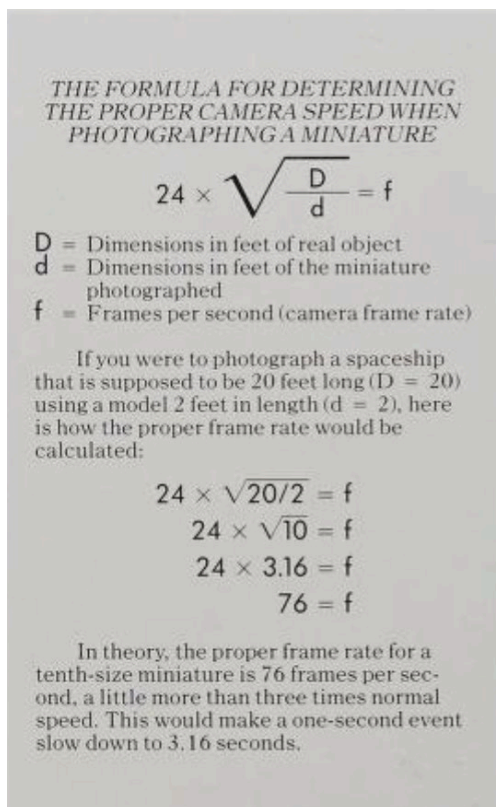 THE FORMULA FOR DETERMINING
THE PROPER CAMERA SPEED WHEN
PHOTOGRAPHING A MINIATURE
24 × √(D/d) = f
D = Dimensions in feet of real object
d = Dimensions in feet of the miniature
photographed
f = Frames per second (camera frame rate)
If you were to photograph a spaceship
that is supposed to be 20 feet long (D = 20)
using a model 2 feet in length (d = 2), here
is how the proper frame rate would be
calculated:
24 × √20/2 = f
24 × √10 = f
24 × 3.16 = f
76 = f
In theory, the proper frame rate for a
tenth-size miniature is 76 frames per sec-
ond, a little more than three times normal
speed. This would make a one-second event
slow down to 3.16 seconds.